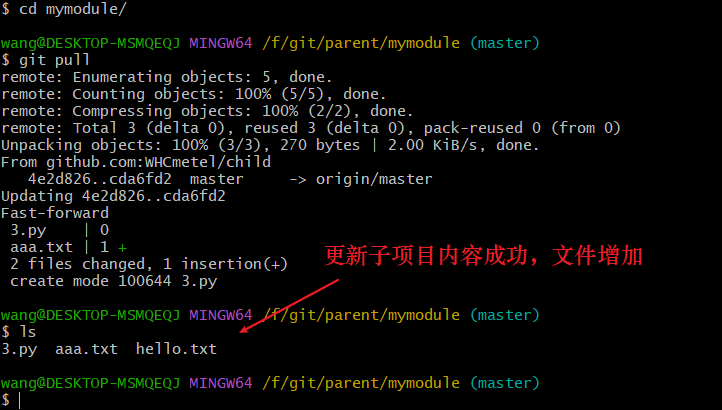 $ cd mymodule/
wang@DESKTOP-MSMQEQJ MINGW64 /f/git/parent/mymodule (master)
$ git pull
remote: Enumerating objects: 5, done.
remote: Counting objects: 100% (5/5), done.
remote: Compressing objects: 100% (2/2), done.
remote: Total 3 (delta 0), reused 3 (delta 0), pack-reused 0 (from 0)
Unpacking objects: 100% (3/3), 270 bytes | 2.00 KiB/s, done.
From github.com:WHCmetel/child
   4e2d826..cda6fd2  master     -> origin/master
Updating 4e2d826..cda6fd2
Fast-forward
 3.py    | 0
 aaa.txt | 1 +
 2 files changed, 1 insertion(+)
 create mode 100644 3.py
更新子项目内容成功，文件增加
wang@DESKTOP-MSMQEQJ MINGW64 /f/git/parent/mymodule (master)
$ ls
3.py  aaa.txt  hello.txt
wang@DESKTOP-MSMQEQJ MINGW64 /f/git/parent/mymodule (master)
$